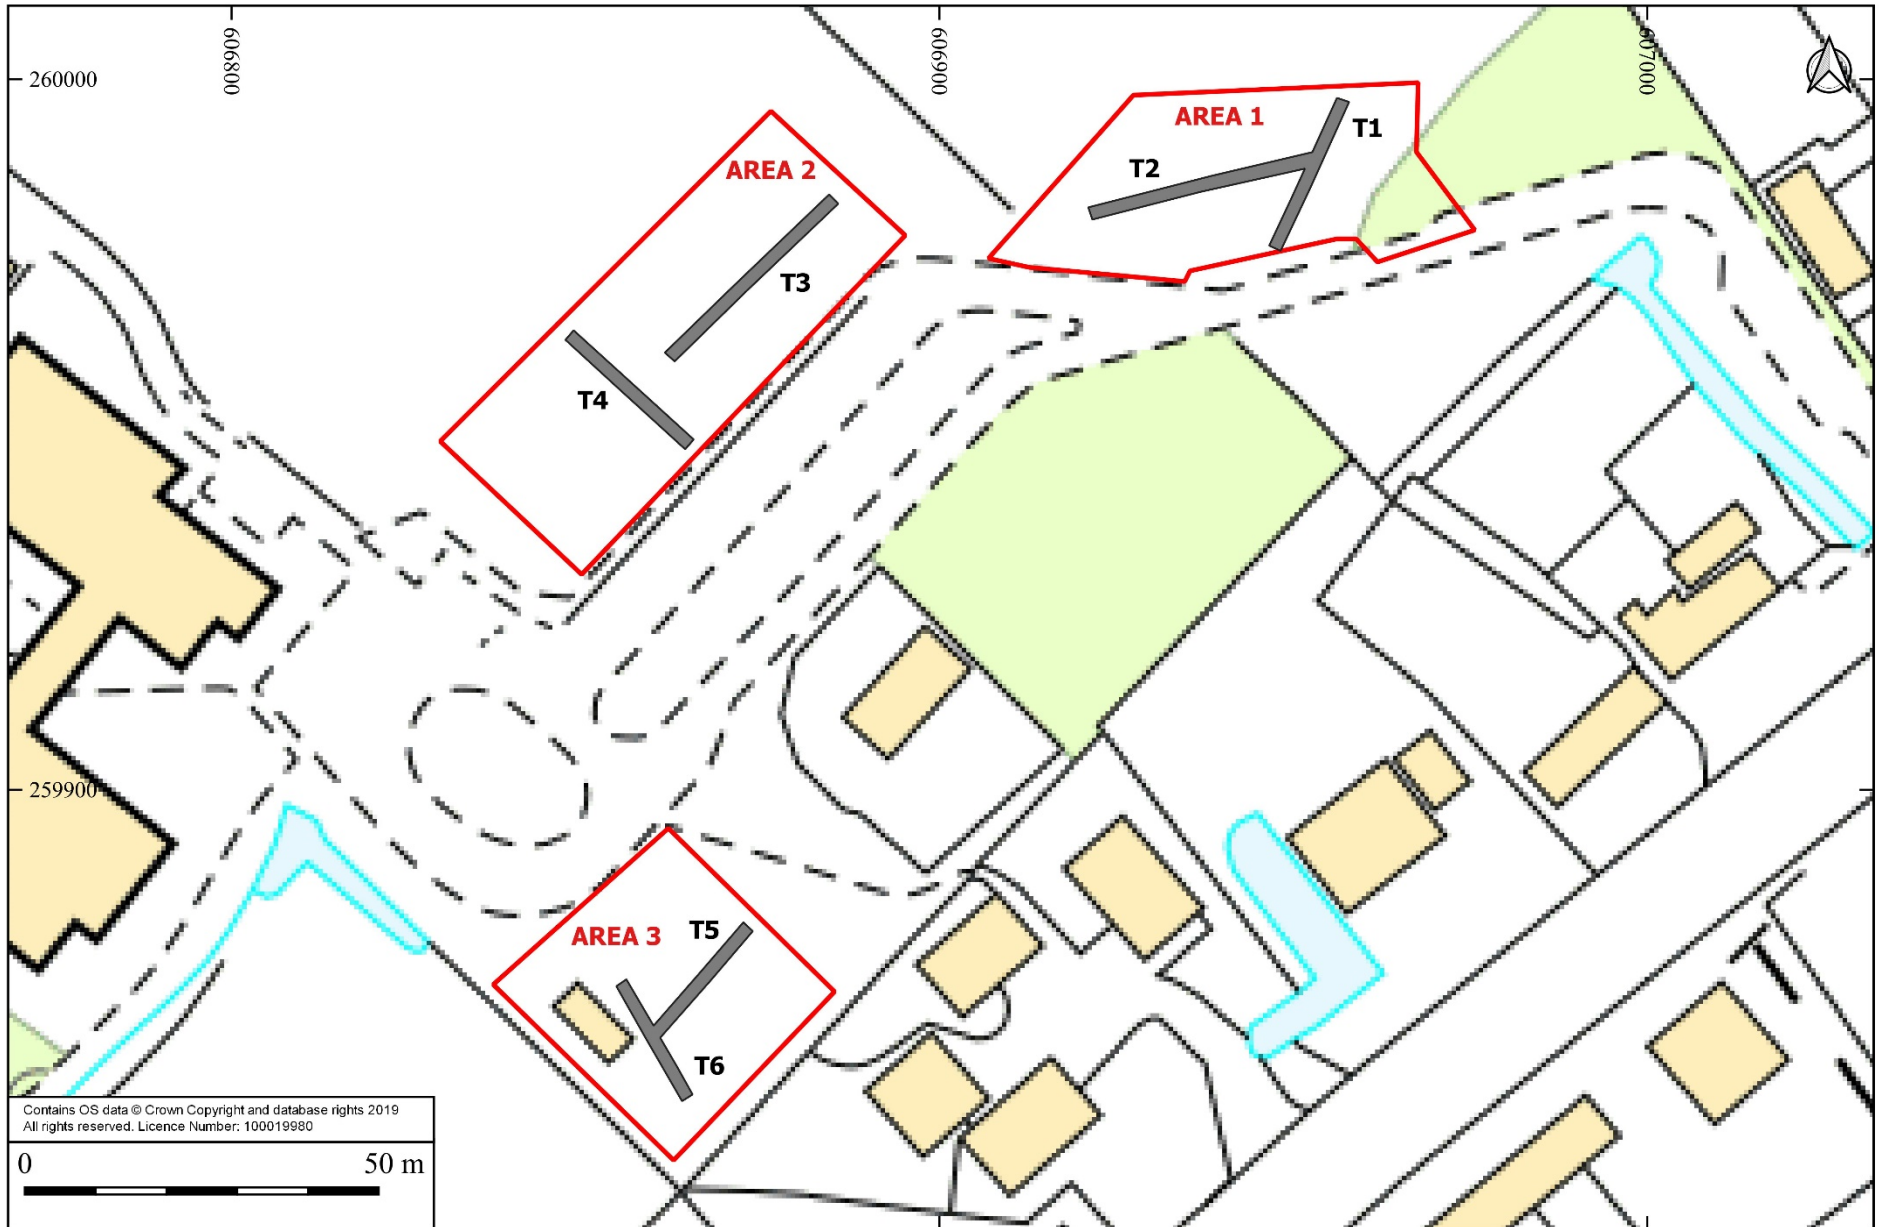 606800
606900
607000
260000
AREA 1
T1
T2
AREA 2
T3
T4
259900
AREA 3
T5
T6
Contains OS data © Crown Copyright and database rights 2019
All rights reserved. Licence Number: 100019980
0 50 m